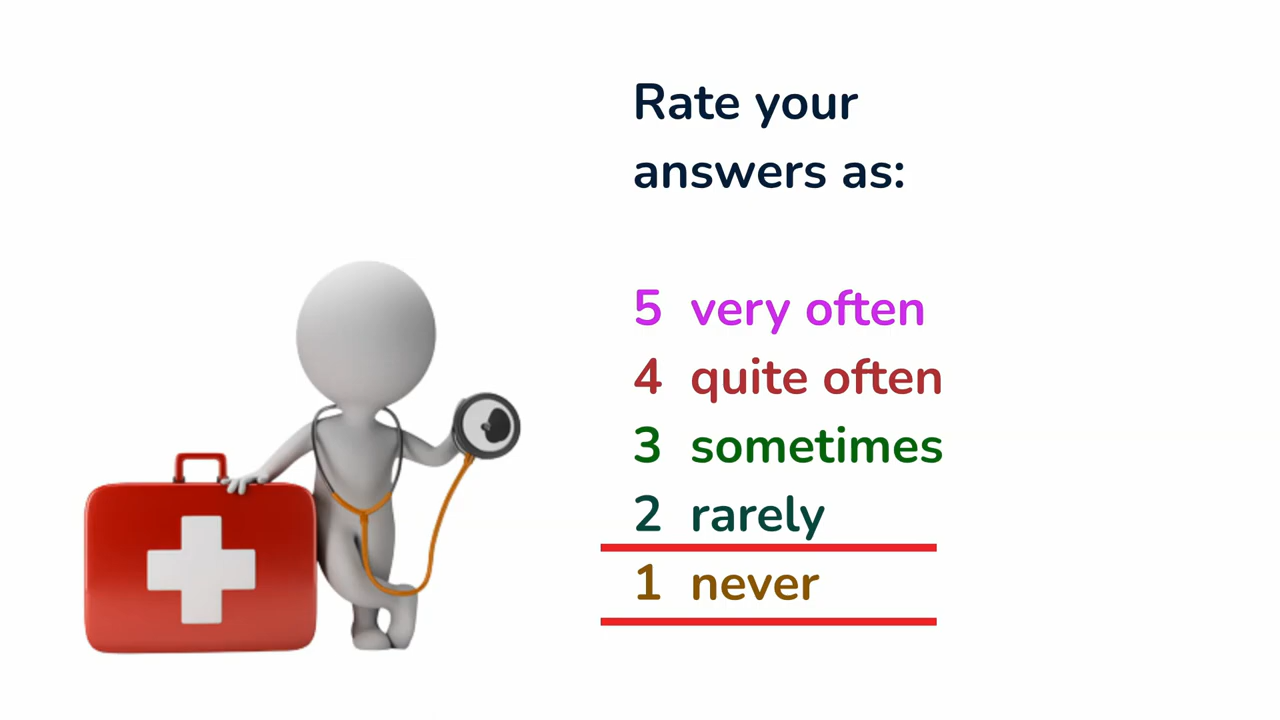 Rate your
answers as:
5 very often
4 quite often
3 sometimes
2 rarely
1 never